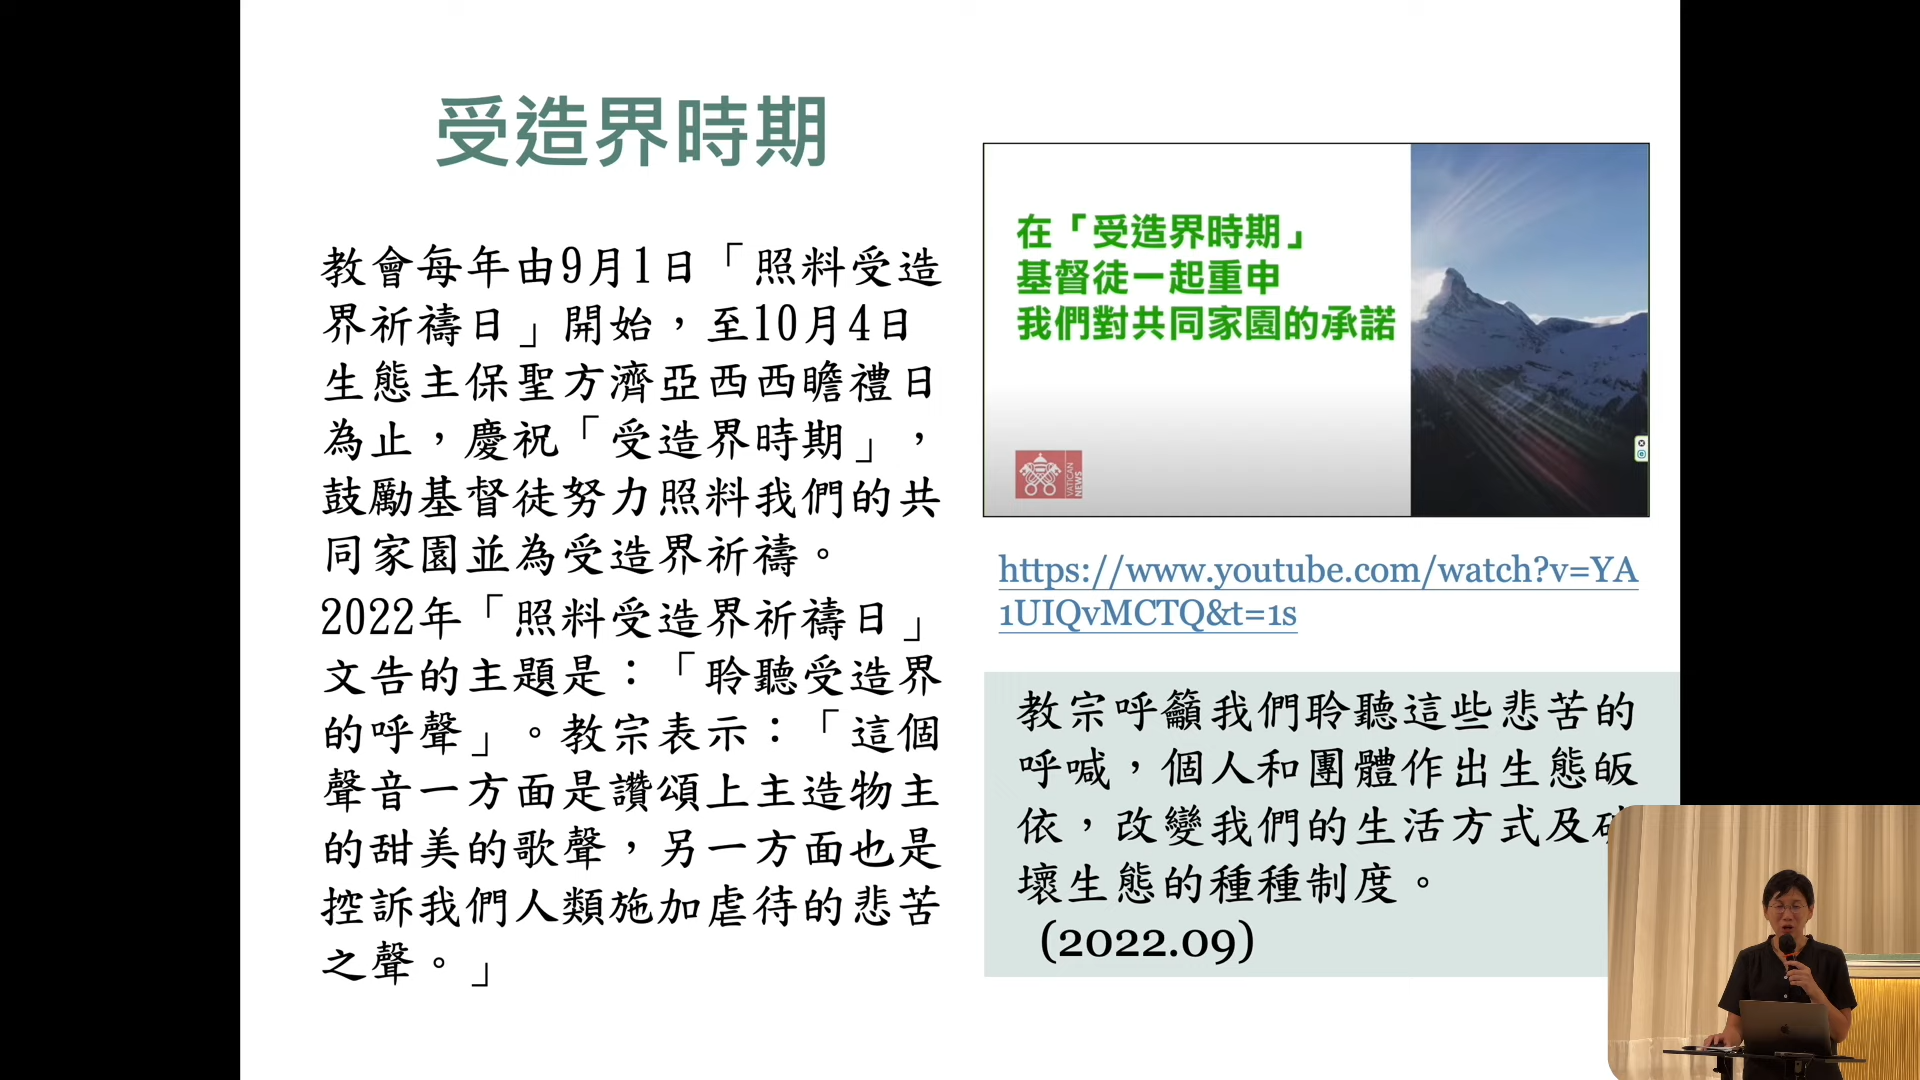 受造界時期
教會每年由9月1日「照料受造
界祈禱日」開始，至10月4日
生態主保聖方濟亞西西瞻禮日
為止，慶祝「受造界時期」，
鼓勵基督徒努力照料我們的共
同家園並為受造界祈禱。
2022年「照料受造界祈禱日」
文告的主題是：「聆聽受造界
的呼聲」。教宗表示：「這個
聲音一方面是讚頌上主造物主
的甜美的歌聲，另一方面也是
控訴我們人類施加虐待的悲苦
之聲。」
在「受造界時期」
基督徒一起重申
我們對共同家園的承諾
VATICAN
NEWS
https://www.youtube.com/watch?v=YA
1UIQvMCTQ&t=1s
教宗呼籲我們聆聽這些悲苦的
呼喊，個人和團體作出生態皈
依，改變我們的生活方式及
壞生態的種種制度。
(2022.09)